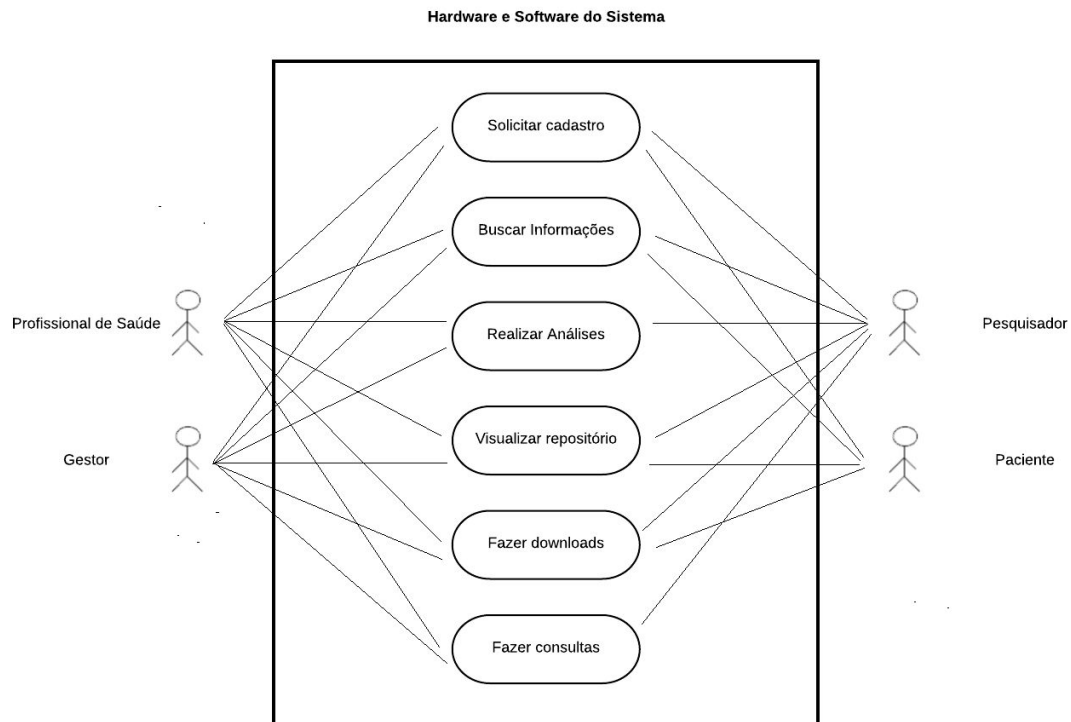 Hardware e Software do Sistema
Solicitar cadastro
Buscar Informações
Profissional de Saúde
Realizar Análises
Pesquisador
Gestor
Visualizar repositório
Paciente
Fazer downloads
Fazer consultas